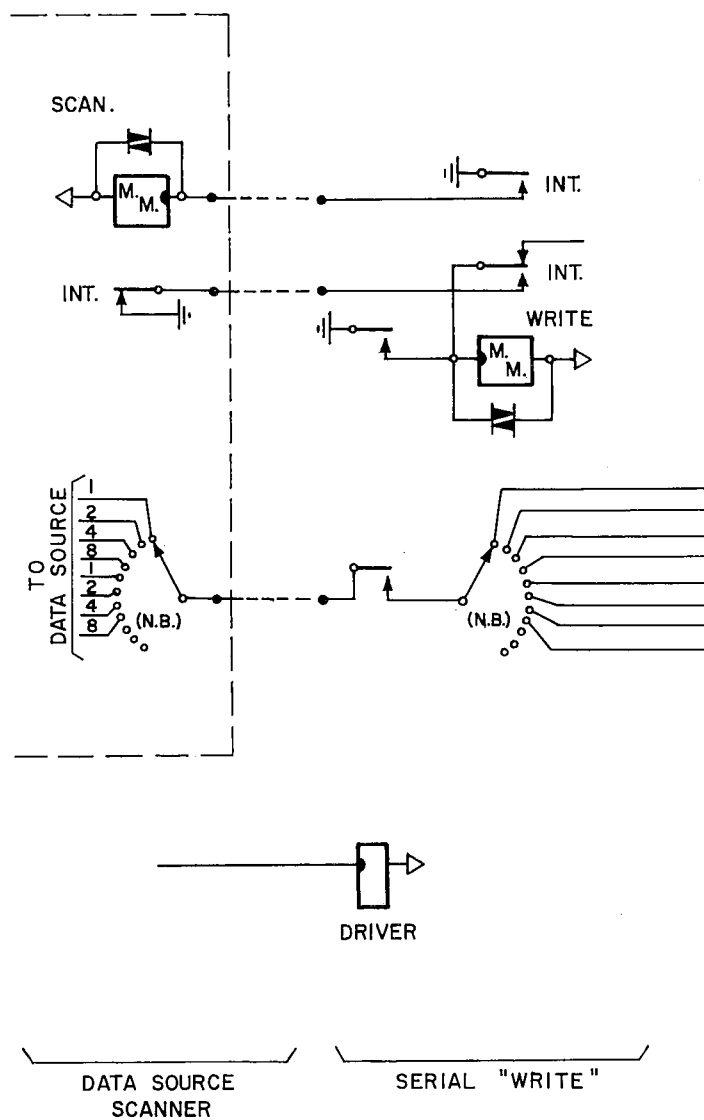 SCAN.
M.
M.
INT.
INT.
INT.
WRITE
M.
M.
TO
DATA SOURCE
1
2
4
8
1
2
4
8
(N.B.)
(N.B.)
DRIVER
DATA SOURCE
SCANNER
SERIAL "WRITE"